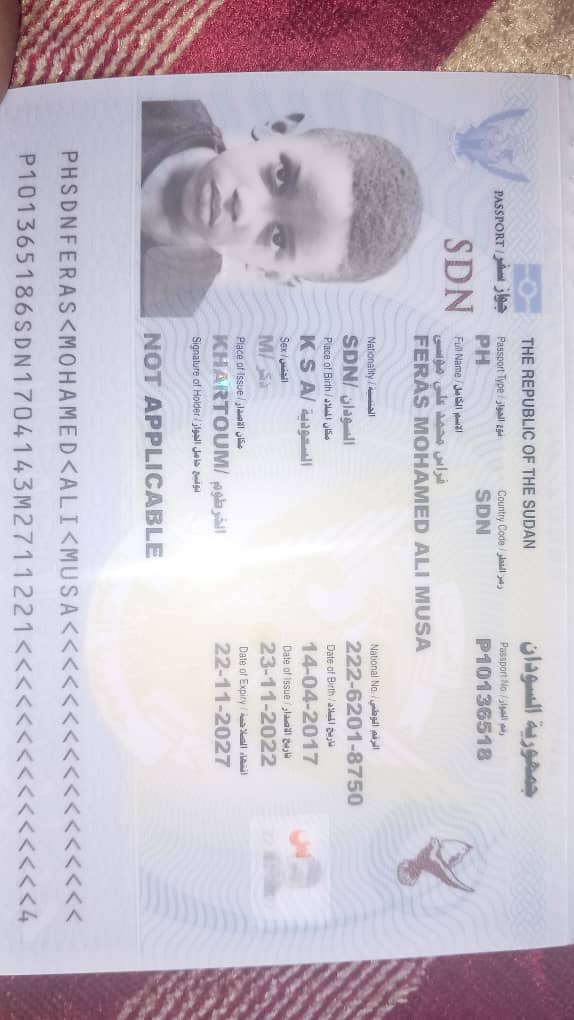 THE REPUBLIC OF THE SUDAN جمهورية السودان
PASSPORT / جواز سفر
Passport Type / نوع الجواز Country Code / رمز القطر Passport No. / رقم الجواز
PH SDN P10136518
SDN
Full Name / الاسم الكامل
فراس محمد علي موسى
FERAS MOHAMED ALI MUSA
Nationality / الجنسية National No. / الرقم الوطني
SDN/ السودان 222-6201-8750
Place of Birth / مكان الميلاد Date of Birth / تاريخ الميلاد
K S A/ السعودية 14-04-2017
Sex / الجنس Date of Issue / تاريخ الاصدار
M/ ذكر 23-11-2022
Place of Issue / مكان الاصدار Date of Expiry / انتهاء الصلاحية
KHARTOUM/ الخرطوم 22-11-2027
Signature of Holder / توقيع حامل الجواز
NOT APPLICABLE
PHSDNFERAS<MOHAMED<ALI<MUSA<<<<<<<<<<<<<<<<<
P101365186SDN1704143M2711221<<<<<<<<<<<<<<<4